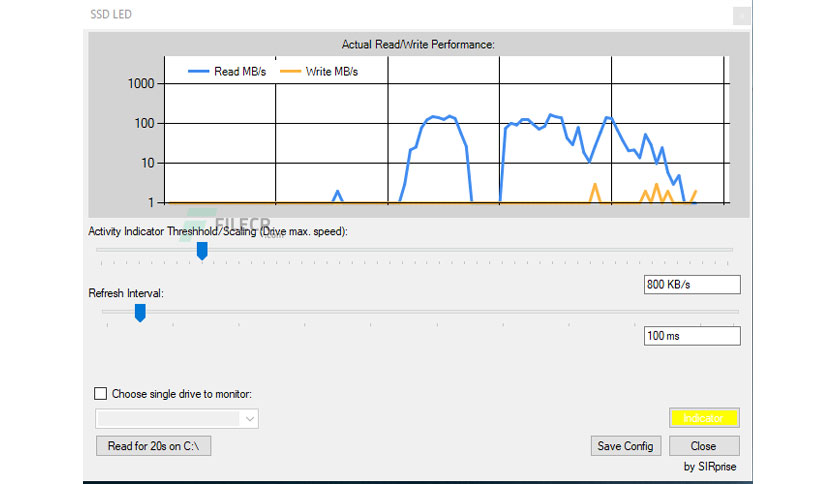 SSD LED
x
Actual Read/Write Performance:
Read MB/s
Write MB/s
1000
100
10
1
FILECR
.com
Activity Indicator Threshhold/Scaling (Drive max. speed):
800 KB/s
Refresh Interval:
100 ms
Choose single drive to monitor:
Indicator
Read for 20s on C:\
Save Config
Close
by SIRprise